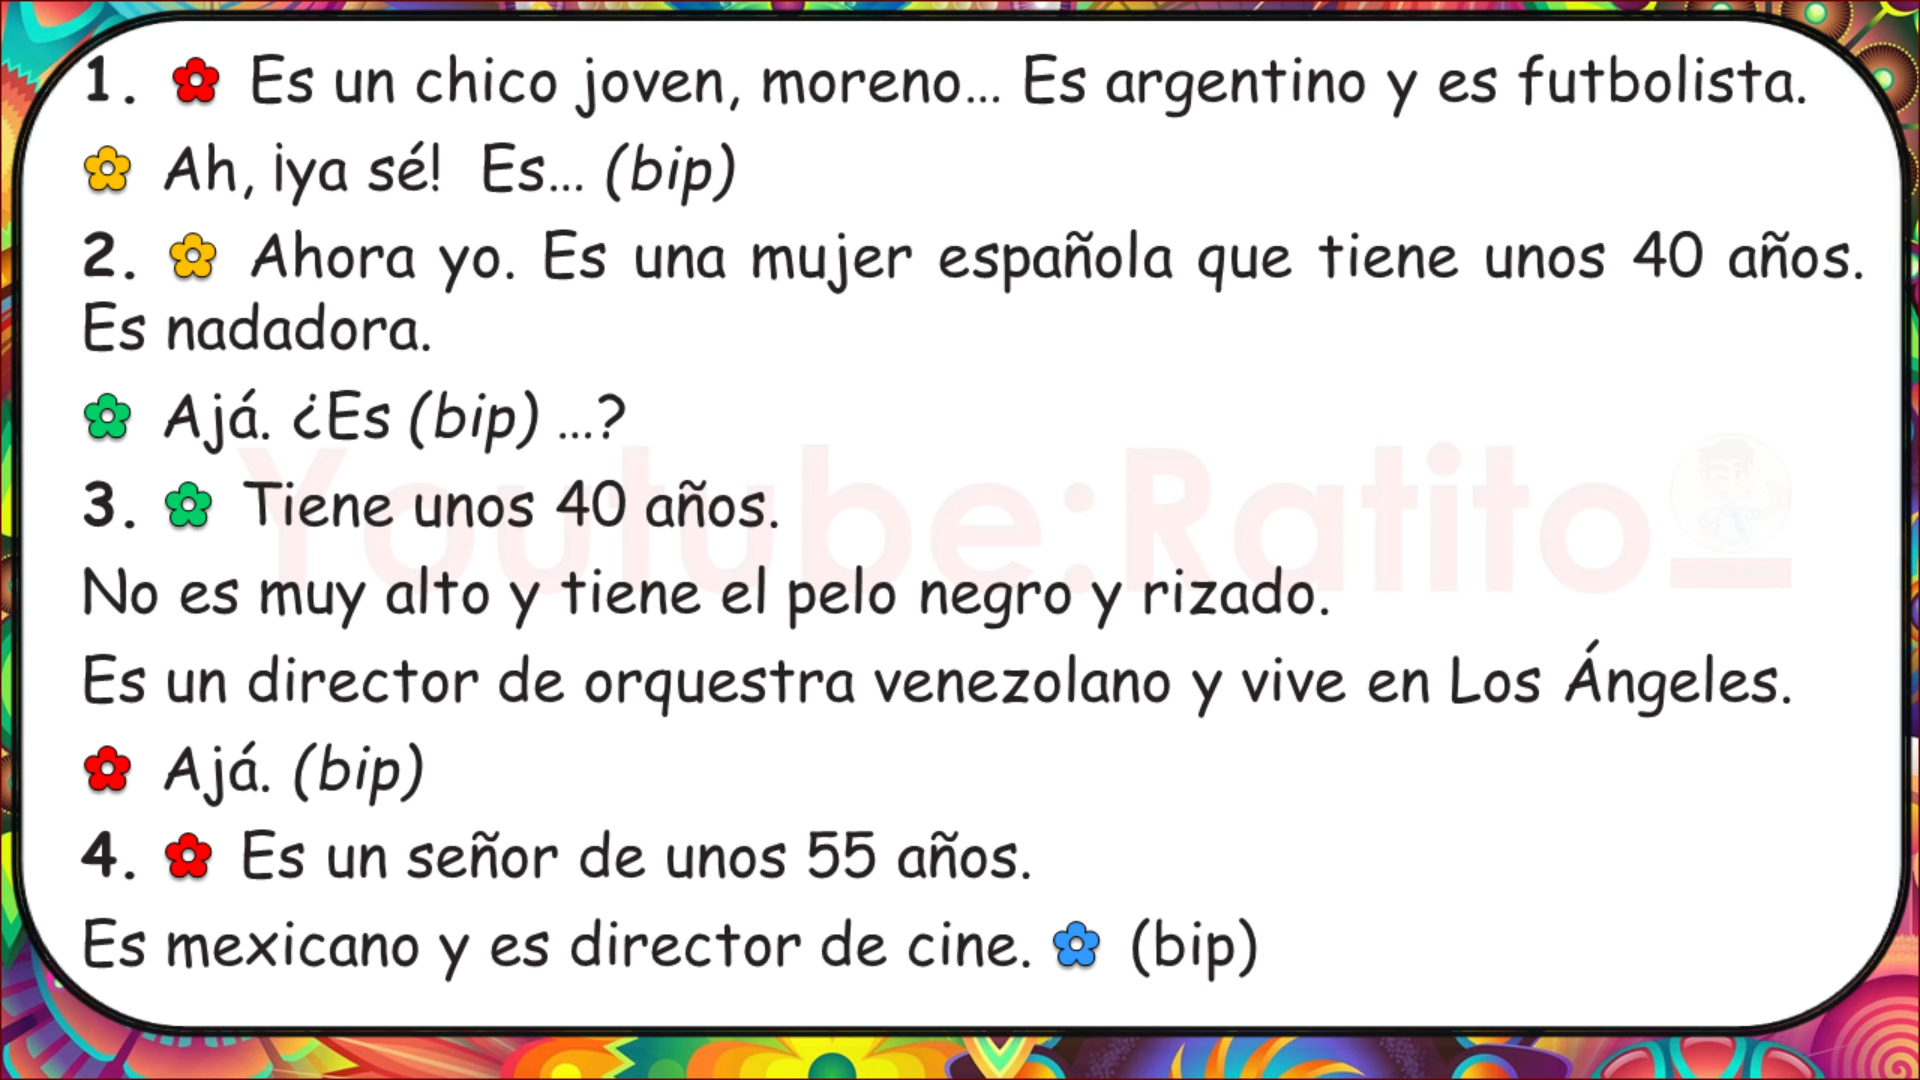 1. Es un chico joven, moreno... Es argentino y es futbolista.
Ah, ¡ya sé! Es... (bip)
2. Ahora yo. Es una mujer española que tiene unos 40 años.
Es nadadora.
Ajá. ¿Es (bip) ...?
Youtube:Ratito
3. Tiene unos 40 años.
No es muy alto y tiene el pelo negro y rizado.
Es un director de orquestra venezolano y vive en Los Ángeles.
Ajá. (bip)
4. Es un señor de unos 55 años.
Es mexicano y es director de cine. (bip)